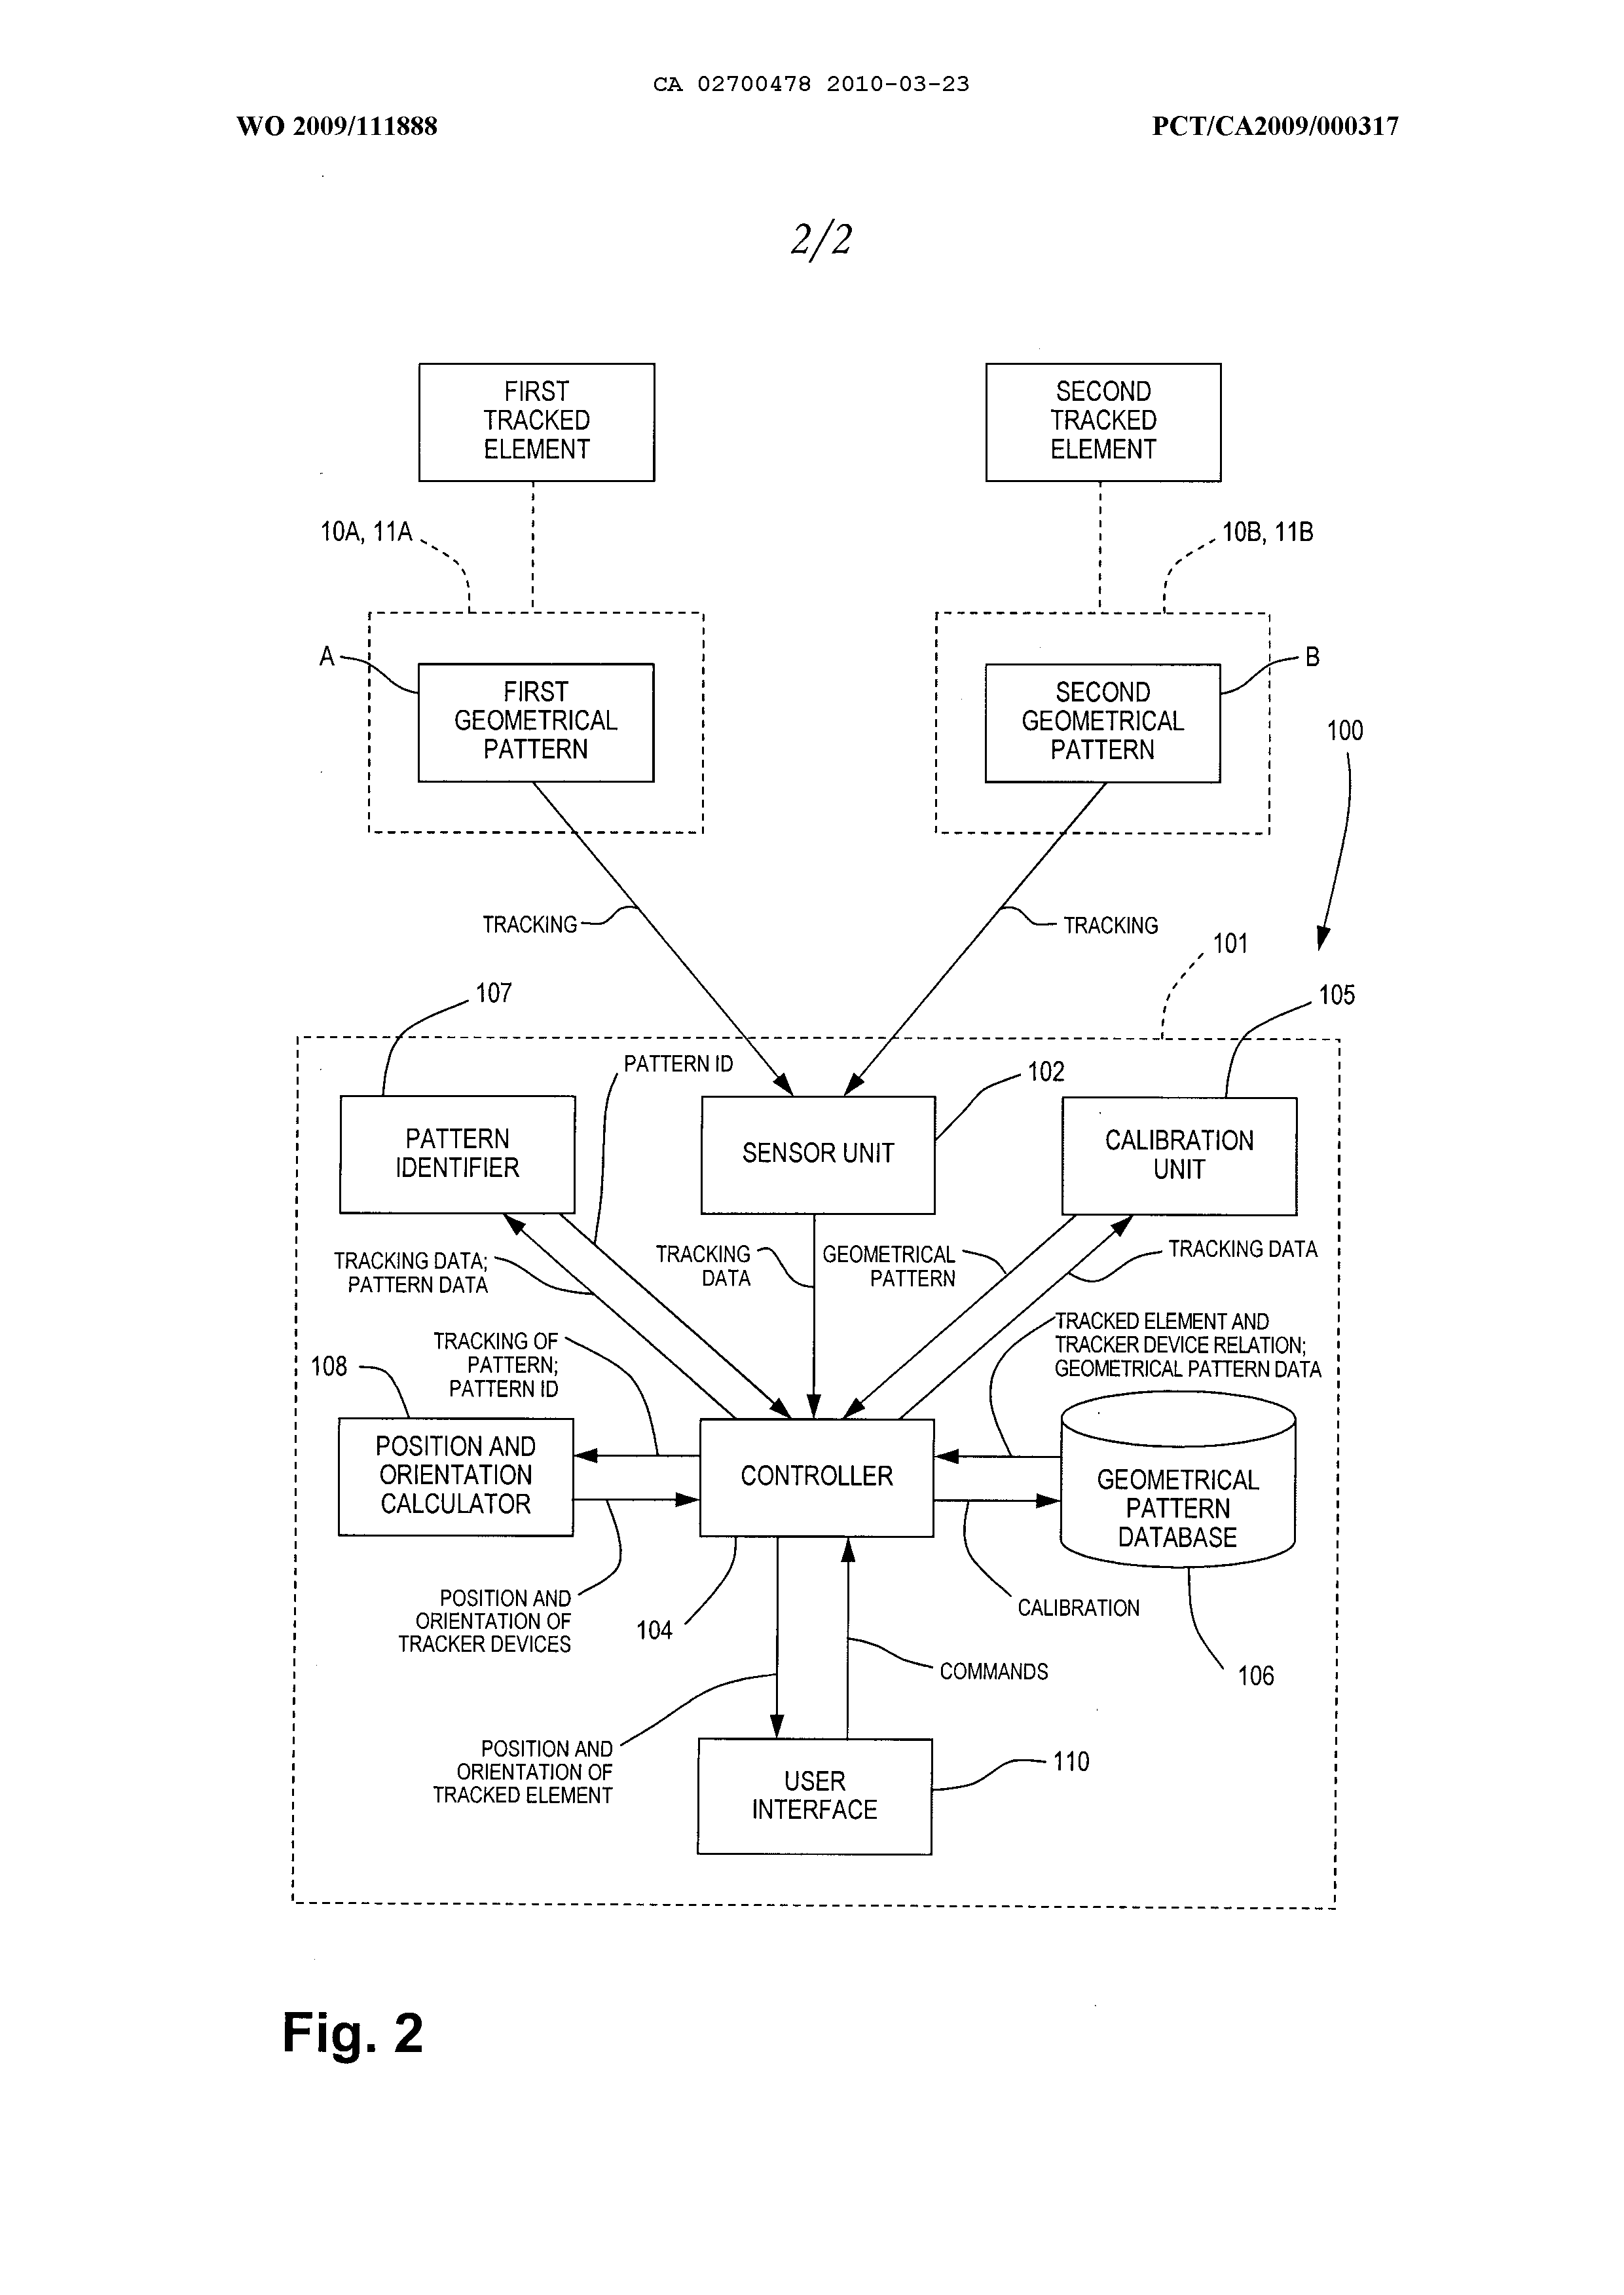 CA 02700478 2010-03-23
WO 2009/111888
PCT/CA2009/000317
2/2
FIRST
TRACKED
ELEMENT
SECOND
TRACKED
ELEMENT
10A, 11A
10B, 11B
A
FIRST
GEOMETRICAL
PATTERN
SECOND
GEOMETRICAL
PATTERN
B
100
TRACKING
TRACKING
101
107
105
PATTERN ID
102
PATTERN
IDENTIFIER
SENSOR UNIT
CALIBRATION
UNIT
TRACKING DATA;
PATTERN DATA
TRACKING
DATA
GEOMETRICAL
PATTERN
TRACKING DATA
TRACKING OF
PATTERN;
PATTERN ID
TRACKED ELEMENT AND
TRACKER DEVICE RELATION;
GEOMETRICAL PATTERN DATA
108
POSITION AND
ORIENTATION
CALCULATOR
CONTROLLER
GEOMETRICAL
PATTERN
DATABASE
POSITION AND
ORIENTATION OF
TRACKER DEVICES
104
CALIBRATION
COMMANDS
106
POSITION AND
ORIENTATION OF
TRACKED ELEMENT
USER
INTERFACE
110
Fig. 2